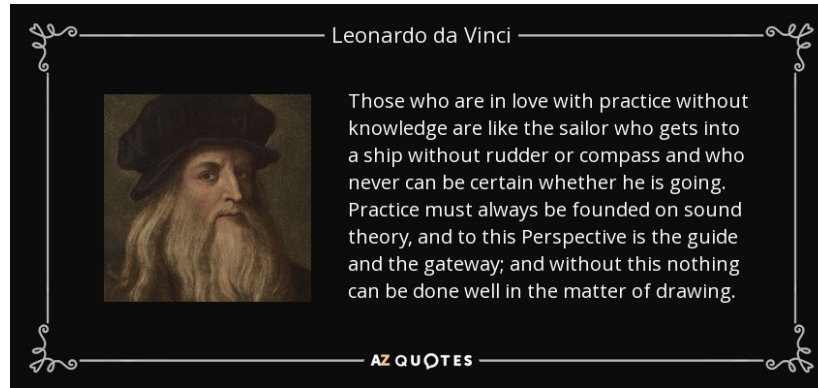 Leonardo da Vinci
Those who are in love with practice without
knowledge are like the sailor who gets into
a ship without rudder or compass and who
never can be certain whether he is going.
Practice must always be founded on sound
theory, and to this Perspective is the guide
and the gateway; and without this nothing
can be done well in the matter of drawing.
AZ QUOTES